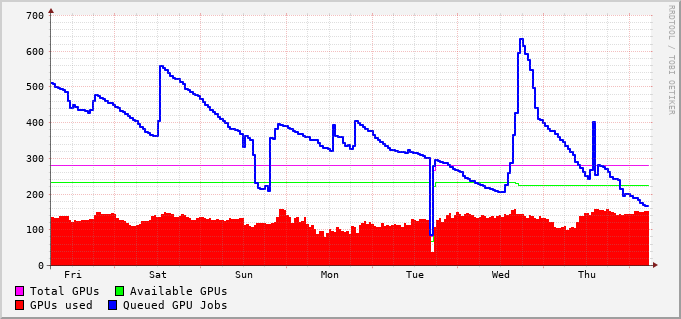 700
600
500
400
300
200
100
0
Fri Sat Sun Mon Tue Wed Thu
Total GPUs Available GPUs
GPUs used Queued GPU Jobs
RRDTOOL / TOBI OETIKER